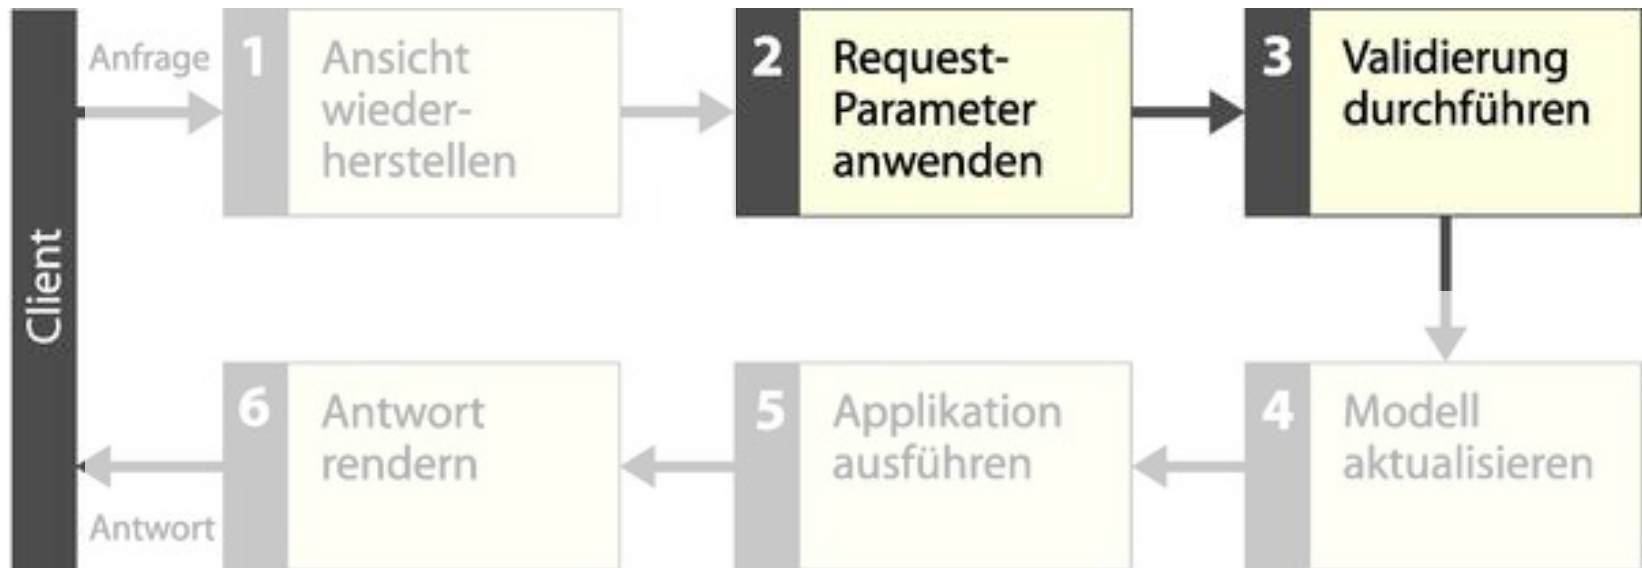 Client
Anfrage
1
Ansicht
wieder-
herstellen
2
Request-
Parameter
anwenden
3
Validierung
durchführen
4
Modell
aktualisieren
5
Applikation
ausführen
6
Antwort
rendern
Antwort